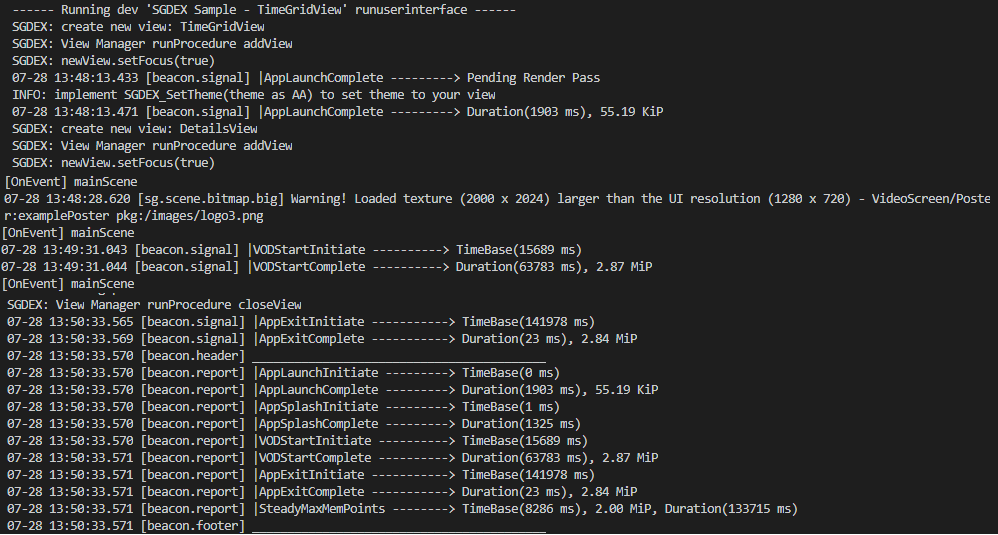 ------ Running dev 'SGDEX Sample - TimeGridView' runuserinterface ------
SGDEX: create new view: TimeGridView
SGDEX: View Manager runProcedure addView
SGDEX: newView.setFocus(true)
07-28 13:48:13.433 [beacon.signal] |AppLaunchComplete ---------> Pending Render Pass
INFO: implement SGDEX_SetTheme(theme as AA) to set theme to your view
07-28 13:48:13.471 [beacon.signal] |AppLaunchComplete ---------> Duration(1903 ms), 55.19 KiP
SGDEX: create new view: DetailsView
SGDEX: View Manager runProcedure addView
SGDEX: newView.setFocus(true)
[OnEvent] mainScene
07-28 13:48:28.620 [sg.scene.bitmap.big] Warning! Loaded texture (2000 x 2024) larger than the UI resolution (1280 x 720) - VideoScreen/Poste
r:examplePoster pkg:/images/logo3.png
[OnEvent] mainScene
07-28 13:49:31.043 [beacon.signal] |VODStartInitiate ----------> TimeBase(15689 ms)
07-28 13:49:31.044 [beacon.signal] |VODStartComplete ----------> Duration(63783 ms), 2.87 MiP
[OnEvent] mainScene
SGDEX: View Manager runProcedure closeView
07-28 13:50:33.565 [beacon.signal] |AppExitInitiate -----------> TimeBase(141978 ms)
07-28 13:50:33.569 [beacon.signal] |AppExitComplete -----------> Duration(23 ms), 2.84 MiP
07-28 13:50:33.570 [beacon.header] __________________________________________
07-28 13:50:33.570 [beacon.report] |AppLaunchInitiate ---------> TimeBase(0 ms)
07-28 13:50:33.570 [beacon.report] |AppLaunchComplete ---------> Duration(1903 ms), 55.19 KiP
07-28 13:50:33.570 [beacon.report] |AppSplashInitiate ---------> TimeBase(1 ms)
07-28 13:50:33.570 [beacon.report] |AppSplashComplete ---------> Duration(1325 ms)
07-28 13:50:33.570 [beacon.report] |VODStartInitiate ----------> TimeBase(15689 ms)
07-28 13:50:33.571 [beacon.report] |VODStartComplete ----------> Duration(63783 ms), 2.87 MiP
07-28 13:50:33.571 [beacon.report] |AppExitInitiate -----------> TimeBase(141978 ms)
07-28 13:50:33.571 [beacon.report] |AppExitComplete -----------> Duration(23 ms), 2.84 MiP
07-28 13:50:33.571 [beacon.report] |SteadyMaxMemPoints --------> TimeBase(8286 ms), 2.00 MiP, Duration(133715 ms)
07-28 13:50:33.571 [beacon.footer] __________________________________________